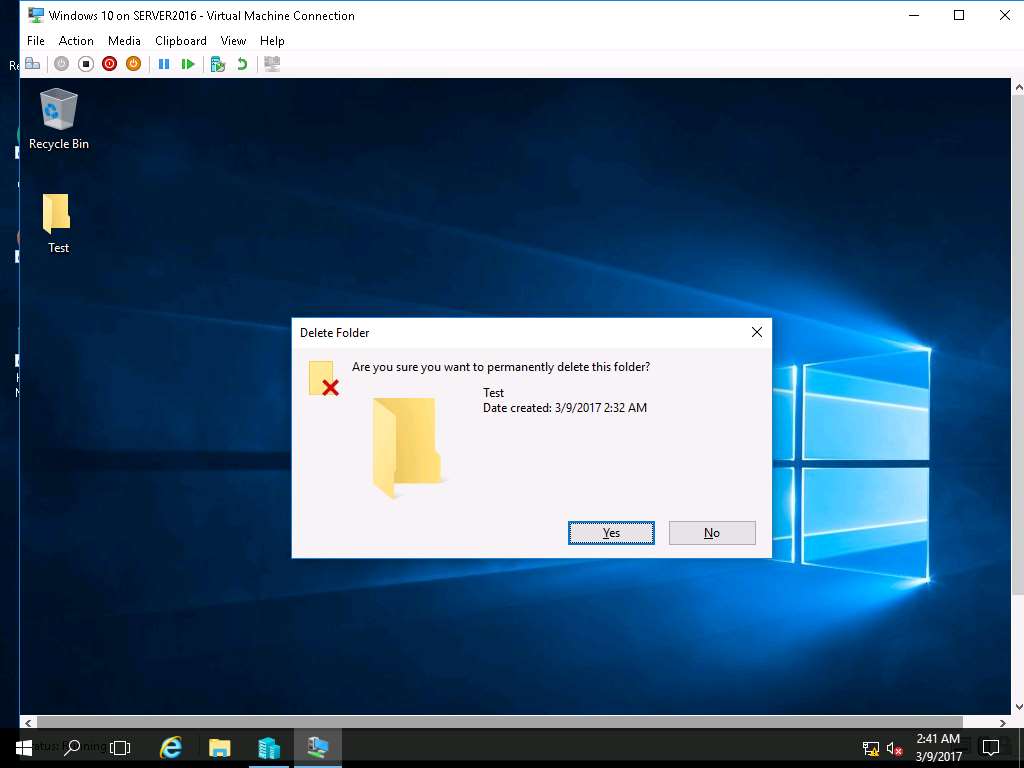 Windows 10 on SERVER2016 - Virtual Machine Connection
File Action Media Clipboard View Help
Recycle Bin
Test
Delete Folder
Are you sure you want to permanently delete this folder?
Test
Date created: 3/9/2017 2:32 AM
Yes No
2:41 AM
3/9/2017